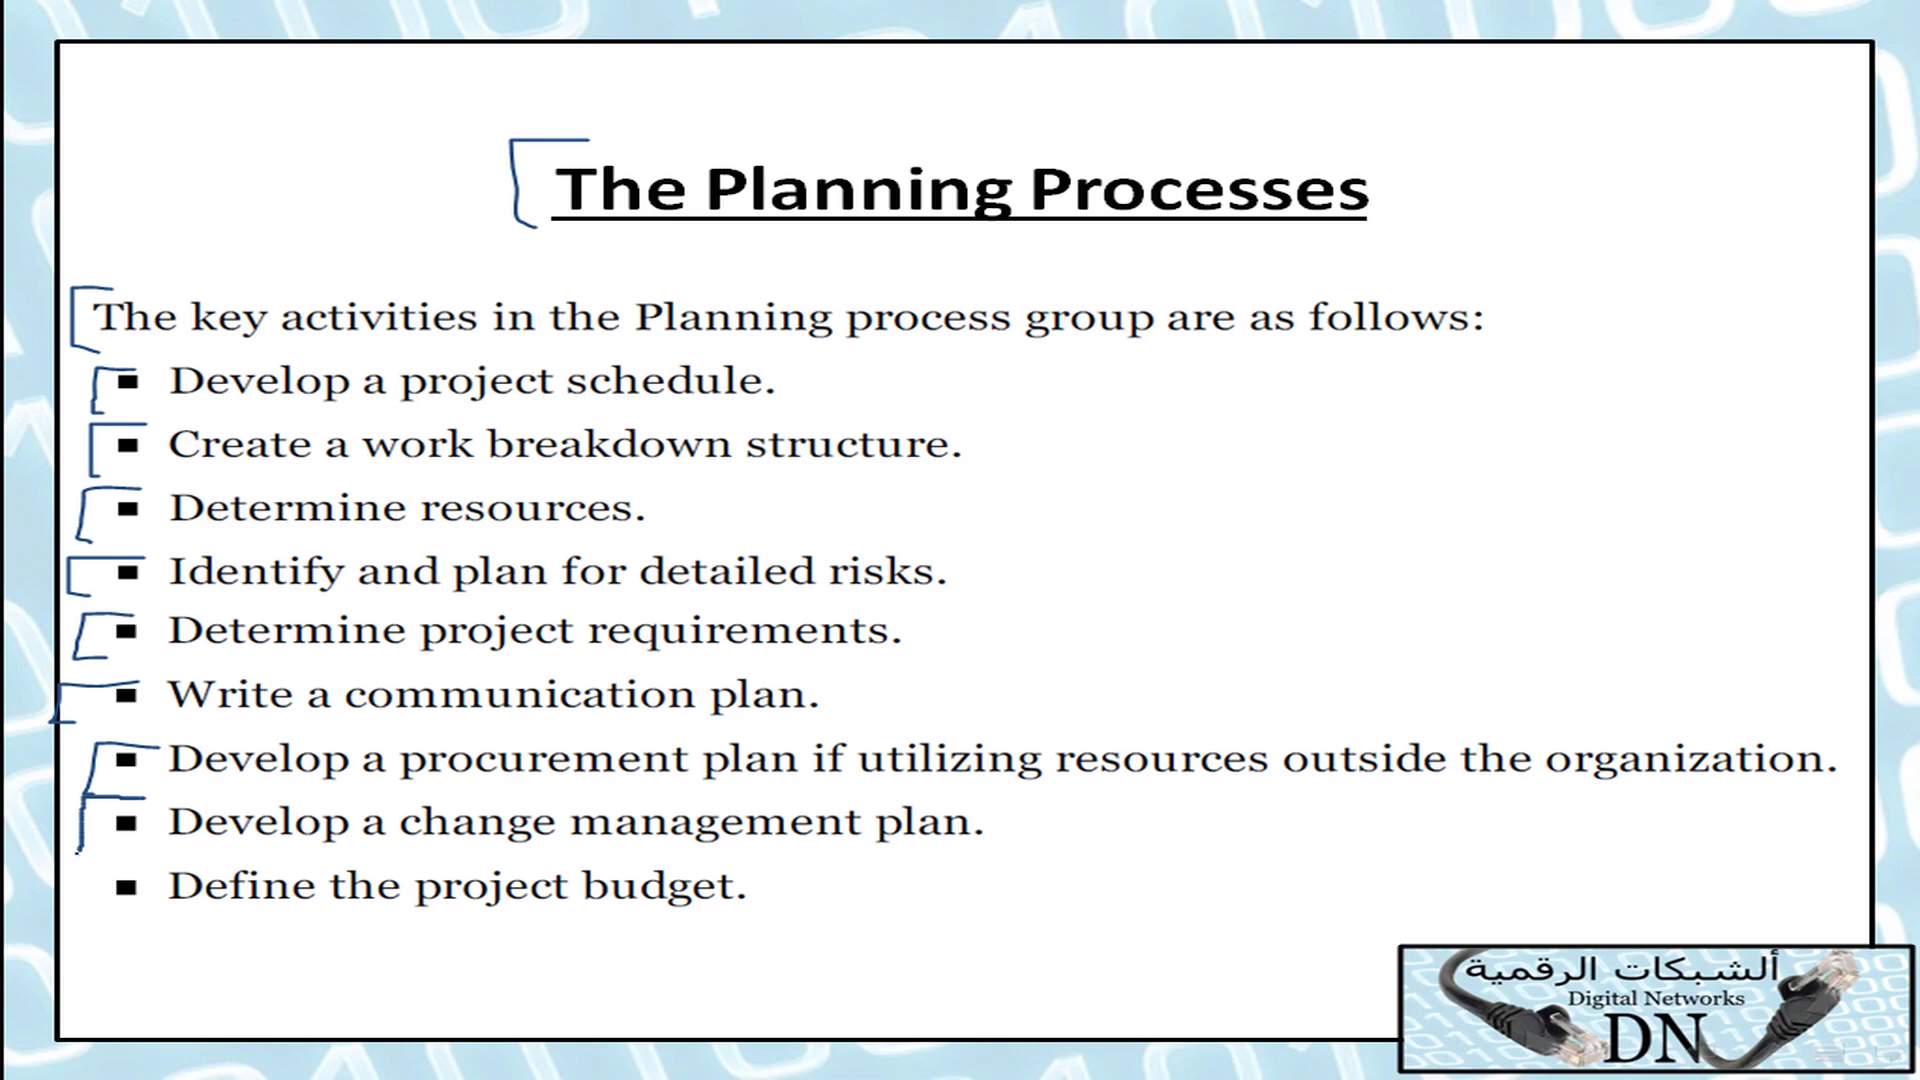 The Planning Processes
The key activities in the Planning process group are as follows:
▪ Develop a project schedule.
▪ Create a work breakdown structure.
▪ Determine resources.
▪ Identify and plan for detailed risks.
▪ Determine project requirements.
▪ Write a communication plan.
▪ Develop a procurement plan if utilizing resources outside the organization.
▪ Develop a change management plan.
▪ Define the project budget.
ألشبكات الرقمية
Digital Networks
DN